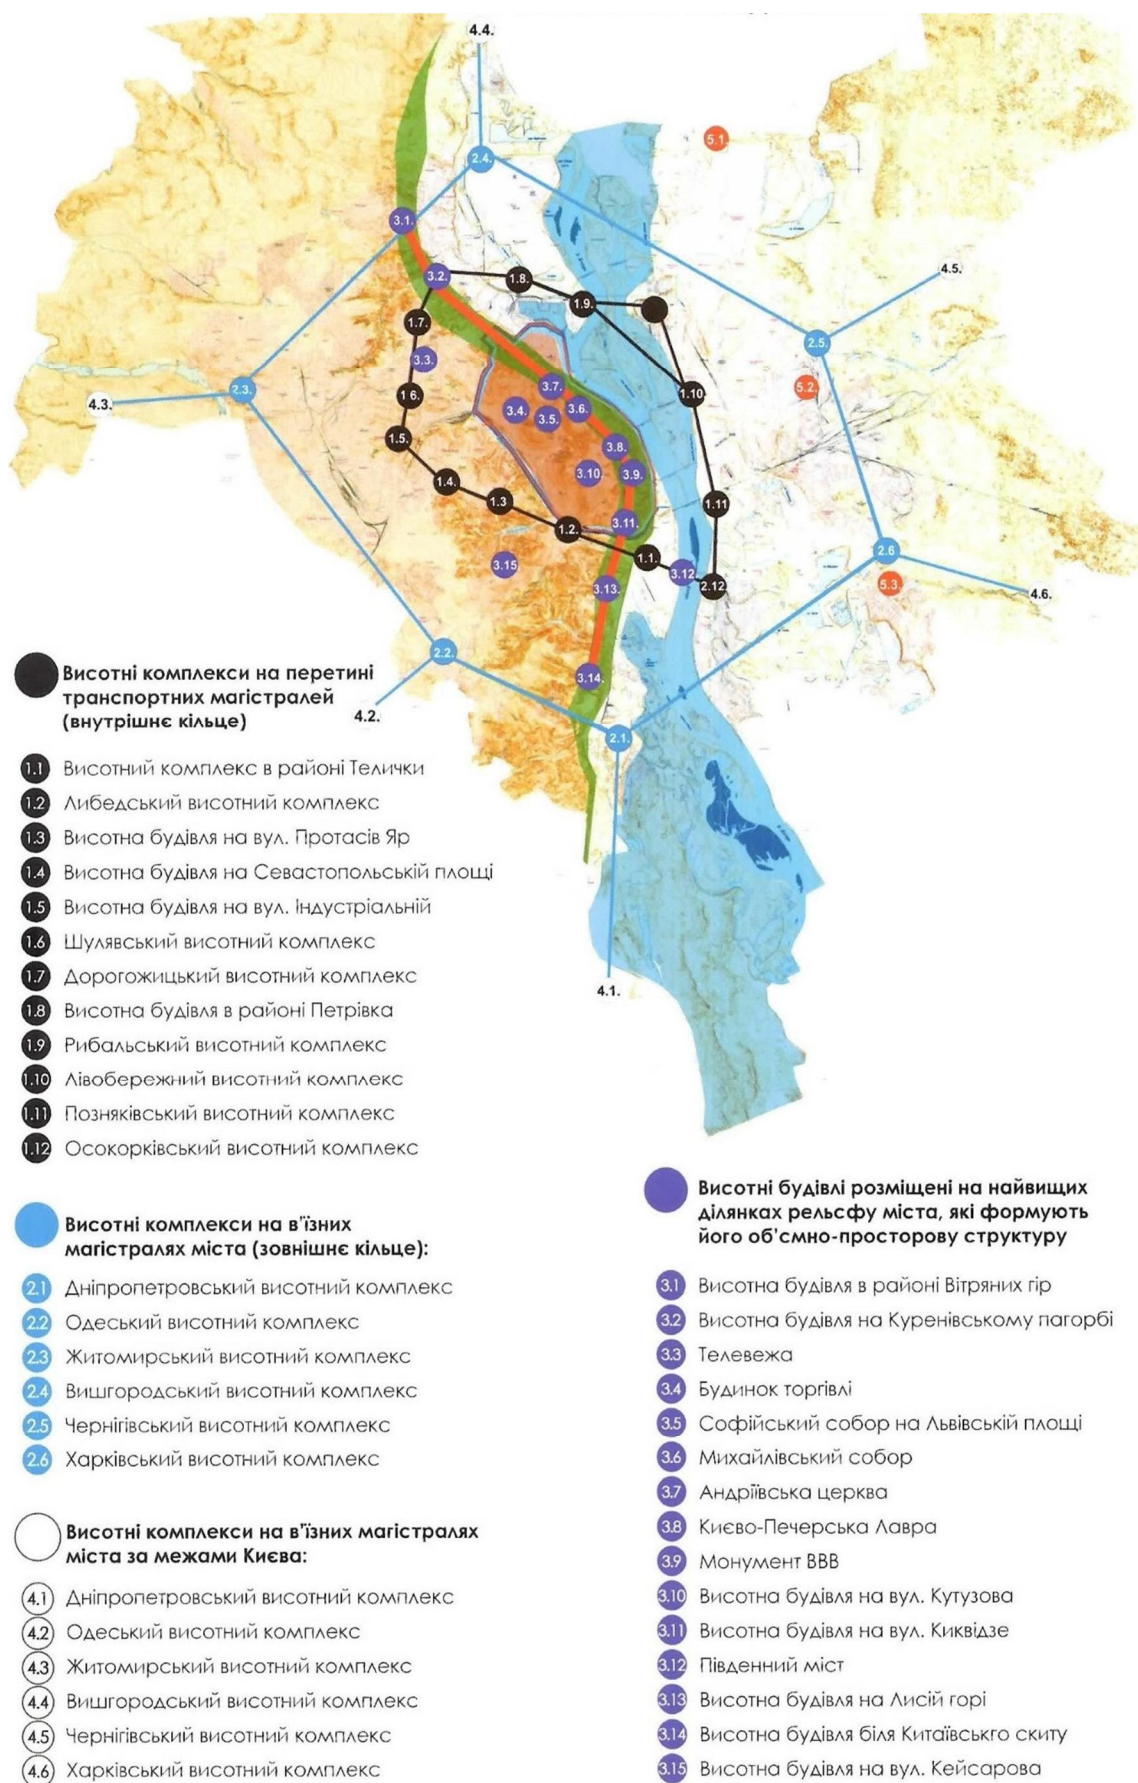 4.4.
5.1.
2.4.
3.1.
4.5.
3.2.
1.8.
1.9.
1.7.
2.5.
3.3.
5.2.
3.7.
2.3.
1.10.
1 6.
4.3.
3.4.
3.6.
3.5.
1.5.
3.8.
3.10.
3.9.
1.4.
1.3
1.11
3.11.
1.2.
2.6
1.1.
3.15
3.12.
5.3.
2.12.
3.13.
4.6.
2.2.
3.14.
4.2.
2.1.
4.1.
Висотні комплекси на перетині
транспортних магістралей
(внутрішнє кільце)
1.1 Висотний комплекс в районі Телички
1.2 Либедський висотний комплекс
1.3 Висотна будівля на вул. Протасів Яр
1.4 Висотна будівля на Севастопольській площі
1.5 Висотна будівля на вул. Індустріальній
1.6 Шулявський висотний комплекс
1.7 Дорогожицький висотний комплекс
1.8 Висотна будівля в районі Петрівка
1.9 Рибальський висотний комплекс
1.10 Лівобережний висотний комплекс
1.11 Позняківський висотний комплекс
1.12 Осокорківський висотний комплекс
Висотні комплекси на в'їзних
магістралях міста (зовнішнє кільце):
2.1 Дніпропетровський висотний комплекс
2.2 Одеський висотний комплекс
2.3 Житомирський висотний комплекс
2.4 Вишгородський висотний комплекс
2.5 Чернігівський висотний комплекс
2.6 Харківський висотний комплекс
Висотні комплекси на в'їзних магістралях
міста за межами Києва:
4.1 Дніпропетровський висотний комплекс
4.2 Одеський висотний комплекс
4.3 Житомирський висотний комплекс
4.4 Вишгородський висотний комплекс
4.5 Чернігівський висотний комплекс
4.6 Харківський висотний комплекс
Висотні будівлі розміщені на найвищих
ділянках рельєфу міста, які формують
його об'ємно-просторову структуру
3.1 Висотна будівля в районі Вітряних гір
3.2 Висотна будівля на Куренівському пагорбі
3.3 Телевежа
3.4 Будинок торгівлі
3.5 Софійський собор на Львівській площі
3.6 Михайлівський собор
3.7 Андріївська церква
3.8 Києво-Печерська Лавра
3.9 Монумент ВВВ
3.10 Висотна будівля на вул. Кутузова
3.11 Висотна будівля на вул. Киквідзе
3.12 Південний міст
3.13 Висотна будівля на Лисій горі
3.14 Висотна будівля біля Китаївськго скиту
3.15 Висотна будівля на вул. Кейсарова